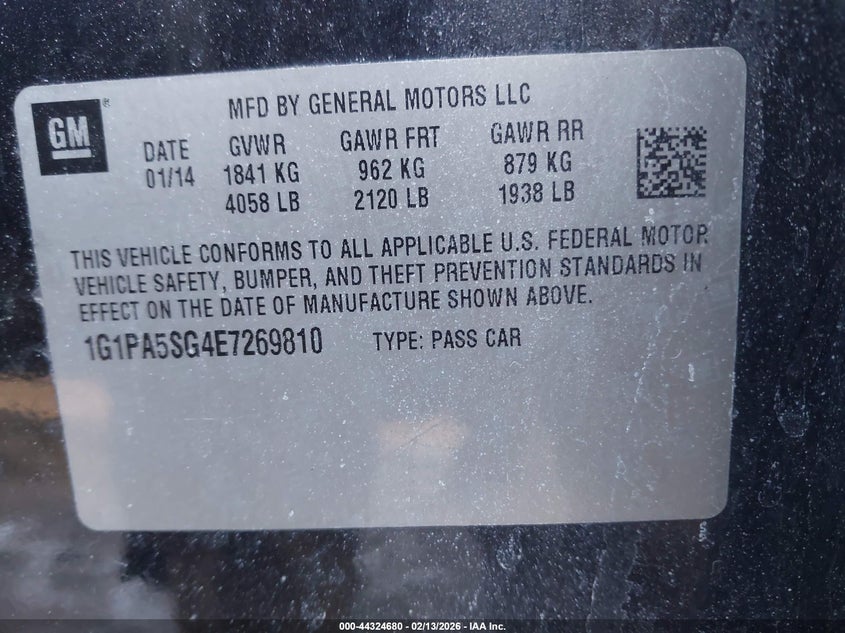 GM
®
MFD BY GENERAL MOTORS LLC
DATE GVWR GAWR FRT GAWR RR
01/14 1841 KG 962 KG 879 KG
4058 LB 2120 LB 1938 LB
THIS VEHICLE CONFORMS TO ALL APPLICABLE U.S. FEDERAL MOTOR
VEHICLE SAFETY, BUMPER, AND THEFT PREVENTION STANDARDS IN
EFFECT ON THE DATE OF MANUFACTURE SHOWN ABOVE.
1G1PA5SG4E7269810 TYPE: PASS CAR
000-44324680 - 02/13/2026 - IAA Inc.